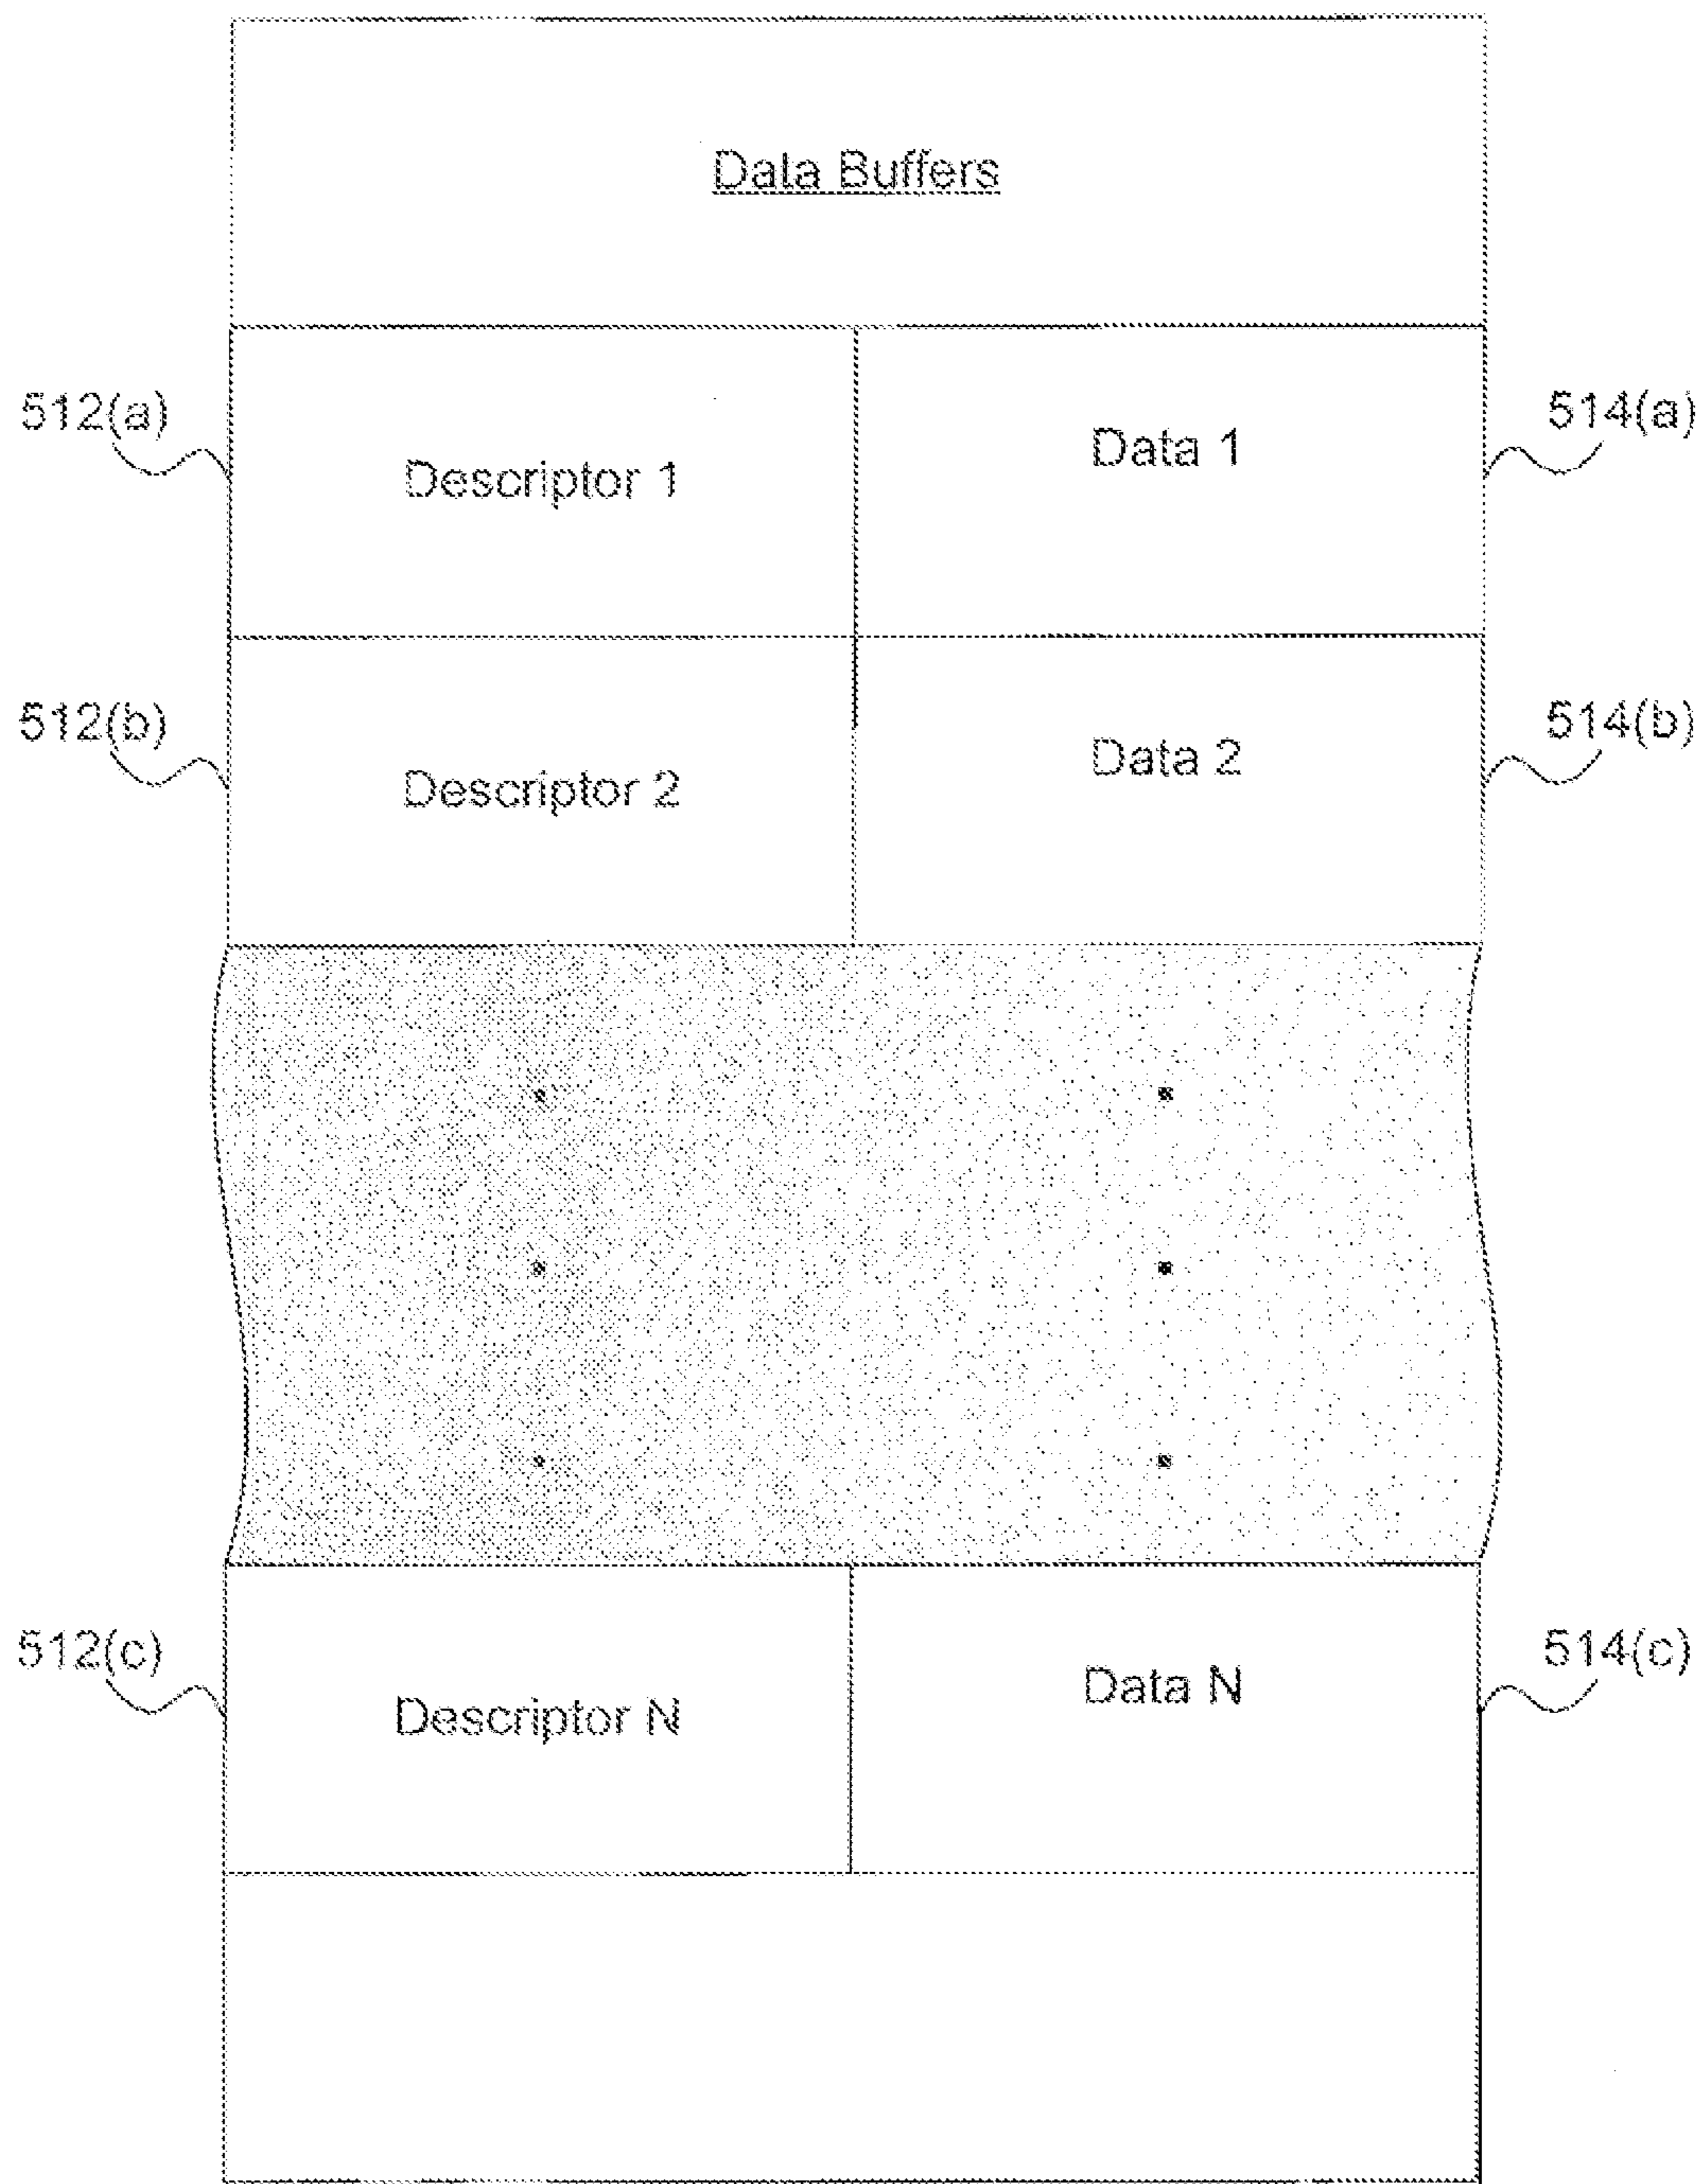 Data Buffers
512(a)
Descriptor 1
Data 1
514(a)
512(b)
Descriptor 2
Data 2
514(b)
512(c)
Descriptor N
Data N
514(c)